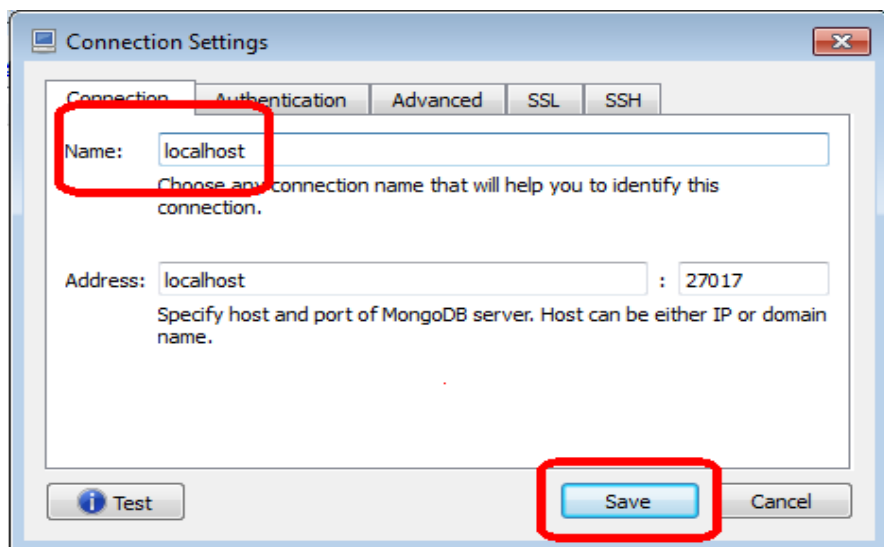 Connection Settings
Connection Authentication Advanced SSL SSH
Name: localhost
Choose any connection name that will help you to identify this
connection.
Address: localhost : 27017
Specify host and port of MongoDB server. Host can be either IP or domain
name.
Test Save Cancel